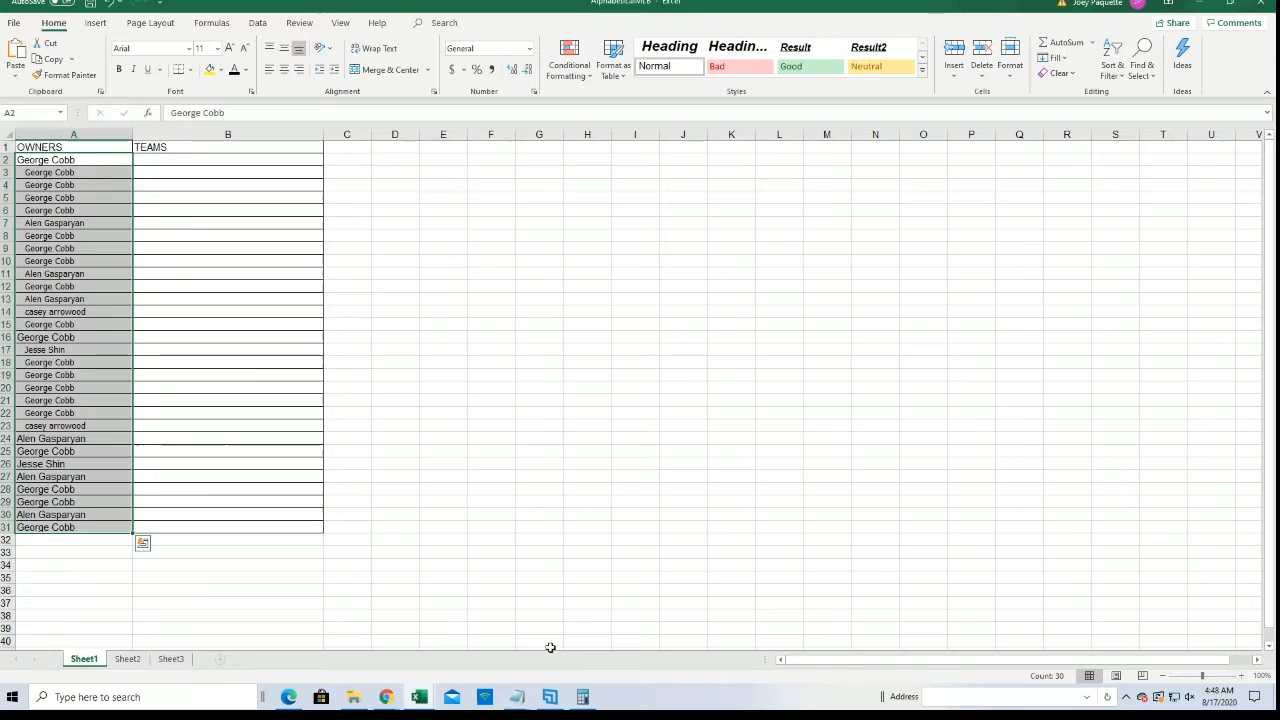 AutoSave Off AlphabeticalMLB - Excel Joey Paquette JP
File Home Insert Page Layout Formulas Data Review View Help Search Share Comments
Paste Cut Copy Format Painter Clipboard
Arial 11 A A B I U A Font
Wrap Text Merge & Center Alignment
General $ % Number
Conditional Formatting Format as Table
Heading Headin... Result Result2
Normal Bad Good Neutral
Styles
Insert Delete Format Cells
AutoSum Fill Clear Sort & Filter Find & Select Editing
Ideas Ideas
A2 fx George Cobb
A B C D E F G H I J K L M N O P Q R S T U V
1 OWNERS TEAMS
2 George Cobb
3 George Cobb
4 George Cobb
5 George Cobb
6 George Cobb
7 Alen Gasparyan
8 George Cobb
9 George Cobb
10 George Cobb
11 Alen Gasparyan
12 George Cobb
13 Alen Gasparyan
14 casey arrowood
15 George Cobb
16 George Cobb
17 Jesse Shin
18 George Cobb
19 George Cobb
20 George Cobb
21 George Cobb
22 George Cobb
23 casey arrowood
24 Alen Gasparyan
25 George Cobb
26 Jesse Shin
27 Alen Gasparyan
28 George Cobb
29 George Cobb
30 Alen Gasparyan
31 George Cobb
32
33
34
35
36
37
38
39
40
Sheet1 Sheet2 Sheet3
Count: 30 100%
Type here to search Address 4:48 AM
8/17/2020